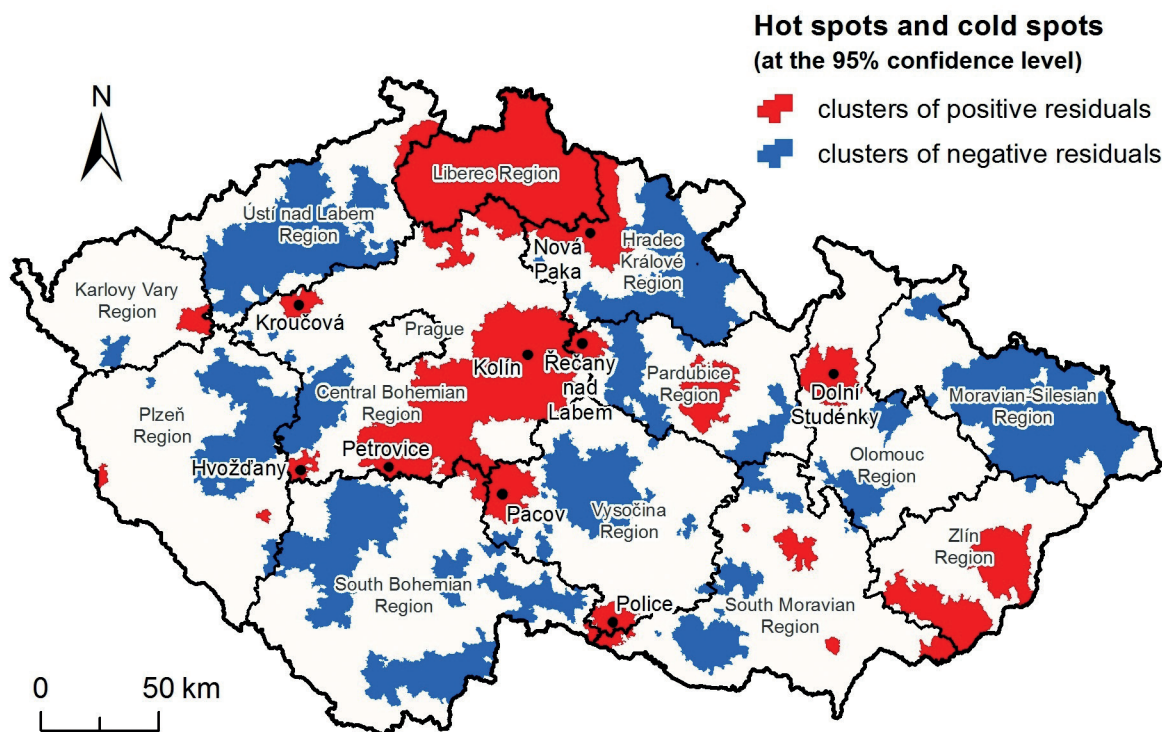 Hot spots and cold spots
(at the 95% confidence level)
clusters of positive residuals
clusters of negative residuals
N
Liberec Region
Ústí nad Labem
Region
Nová
Paka
Hradec
Králové
Region
Karlovy Vary
Region
Kroučová
Prague
Kolín
Řečany
nad
Labem
Pardubice
Region
Dolní
Studénky
Moravian-Silesian
Region
Central Bohemian
Region
Plzeň
Region
Petrovice
Hvožďany
Olomouc
Region
Pacov
Vysočina
Region
Zlín
Region
South Bohemian
Region
Police
South Moravian
Region
0
50 km